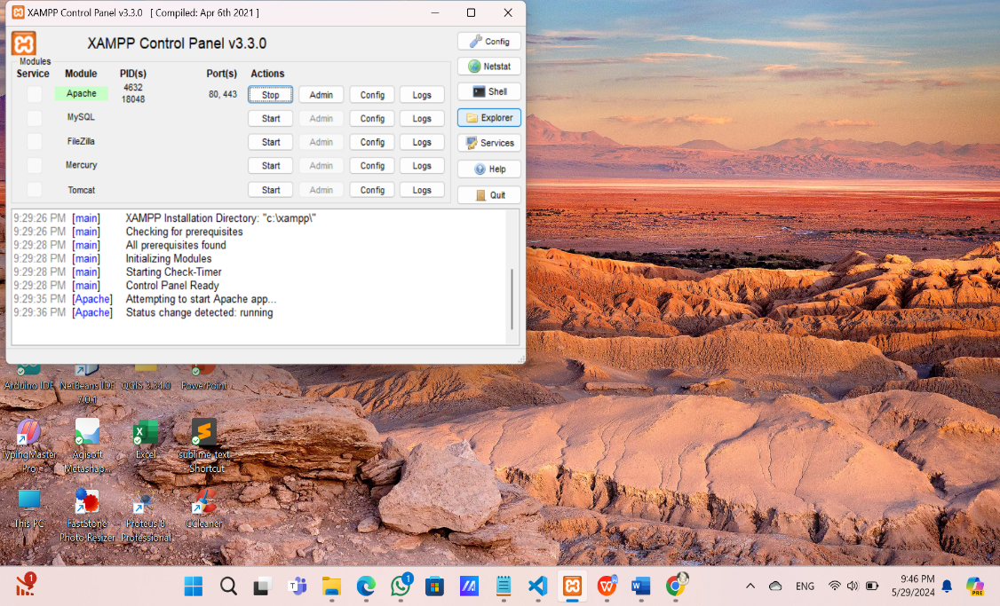 XAMPP Control Panel v3.3.0 [ Compiled: Apr 6th 2021 ]
XAMPP Control Panel v3.3.0
Config
Modules
Service Module PID(s) Port(s) Actions
Netstat
Apache 4632 18048 80, 443 Stop Admin Config Logs
Shell
MySQL Start Admin Config Logs
Explorer
FileZilla Start Admin Config Logs
Services
Mercury Start Admin Config Logs
Help
Tomcat Start Admin Config Logs
Quit
9:29:26 PM [main] XAMPP Installation Directory: "c:\xampp\"
9:29:26 PM [main] Checking for prerequisites
9:29:28 PM [main] All prerequisites found
9:29:28 PM [main] Initializing Modules
9:29:28 PM [main] Starting Check-Timer
9:29:28 PM [main] Control Panel Ready
9:29:35 PM [Apache] Attempting to start Apache app...
9:29:36 PM [Apache] Status change detected: running
Arduino IDE NetBeans IDE 7.0.1 QGIS 3.34.0 PowerPoint
TypingMaster Pro Agisoft Metashap... Excel sublime_text Shortcut
This PC FastStone Photo Resizer Proteus 8 Professional CCleaner
1
1
ENG
9:46 PM
5/29/2024
PRE